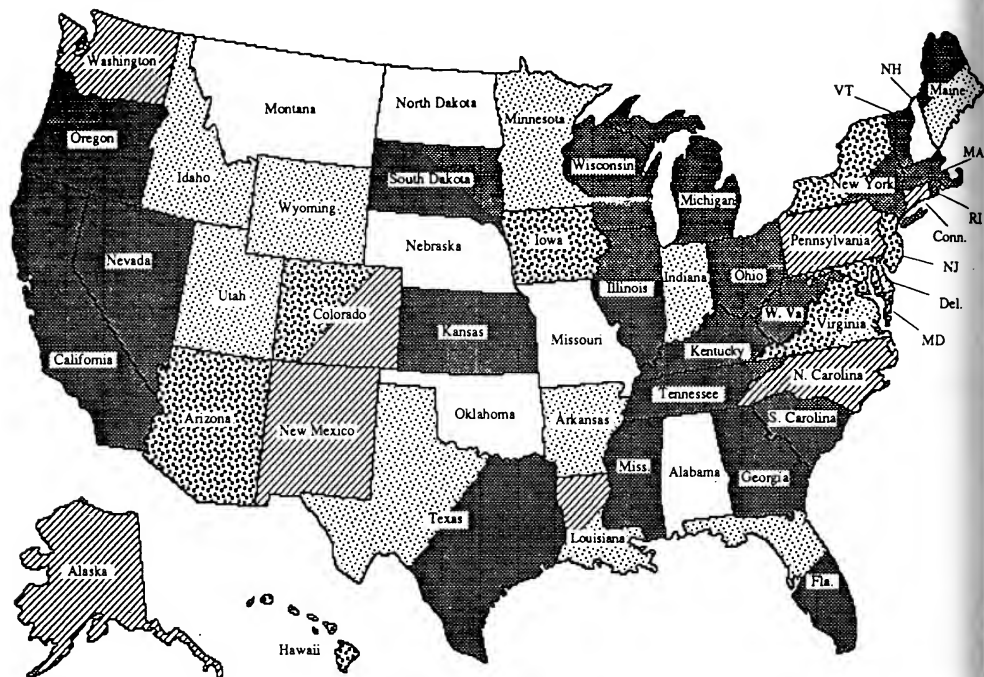 Washington
Montana
North Dakota
Minnesota
NH
VT
Maine
Oregon
Idaho
South Dakota
Wisconsin
MA
Wyoming
Michigan
New York
RI
Nebraska
Iowa
Pennsylvania
Conn.
Nevada
Utah
Colorado
Illinois
Indiana
Ohio
NJ
W. Va
Del.
California
Kansas
Missouri
Kentucky
Virginia
MD
Arizona
New Mexico
Oklahoma
Arkansas
Tennessee
N. Carolina
S. Carolina
Miss.
Alabama
Georgia
Texas
Louisiana
Fla.
Alaska
Hawaii